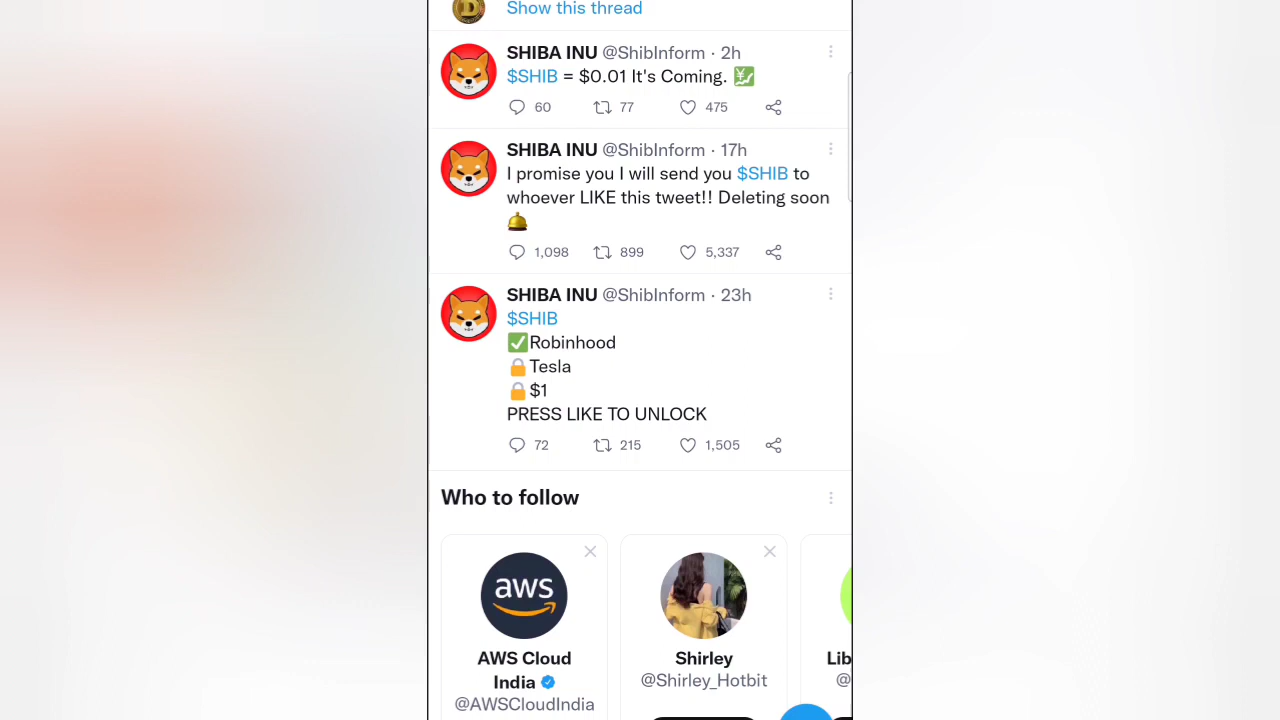 Show this thread
SHIBA INU @ShibInform · 2h
$SHIB = $0.01 It's Coming. 💹
60 77 475
SHIBA INU @ShibInform · 17h
I promise you I will send you $SHIB to
whoever LIKE this tweet!! Deleting soon
🛎️
1,098 899 5,337
SHIBA INU @ShibInform · 23h
$SHIB
✅Robinhood
🔒Tesla
🔒$1
PRESS LIKE TO UNLOCK
72 215 1,505
Who to follow
aws
AWS Cloud
India
@AWSCloudIndia
Shirley
@Shirley_Hotbit
Lib
@